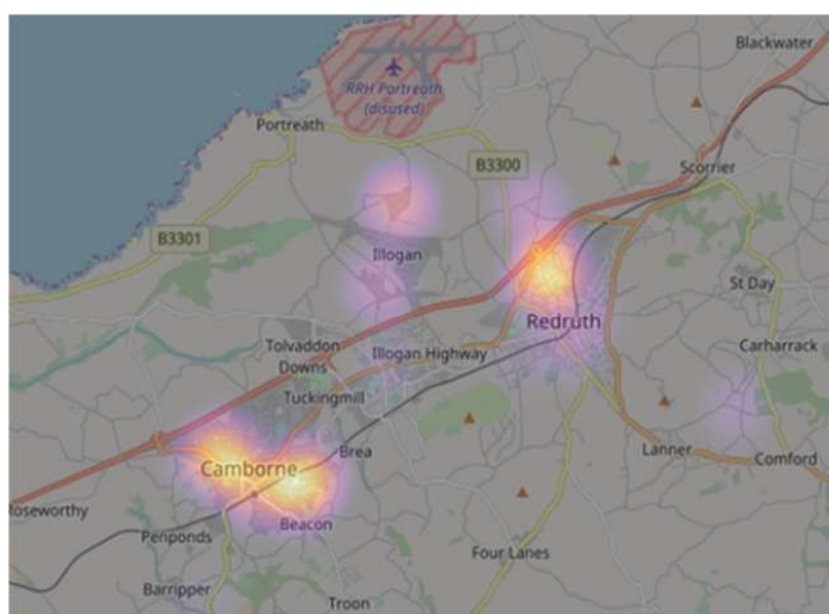 Blackwater
RRH Portreath
(disused)
Portreath
B3300
Scorrier
B3301
Illogan
St Day
Redruth
Tolvaddon
Downs
Illogan Highway
Carharrack
Tuckingmill
Brea
Lanner
Comford
Camborne
Roseworthy
Beacon
Penponds
Four Lanes
Barripper
Troon